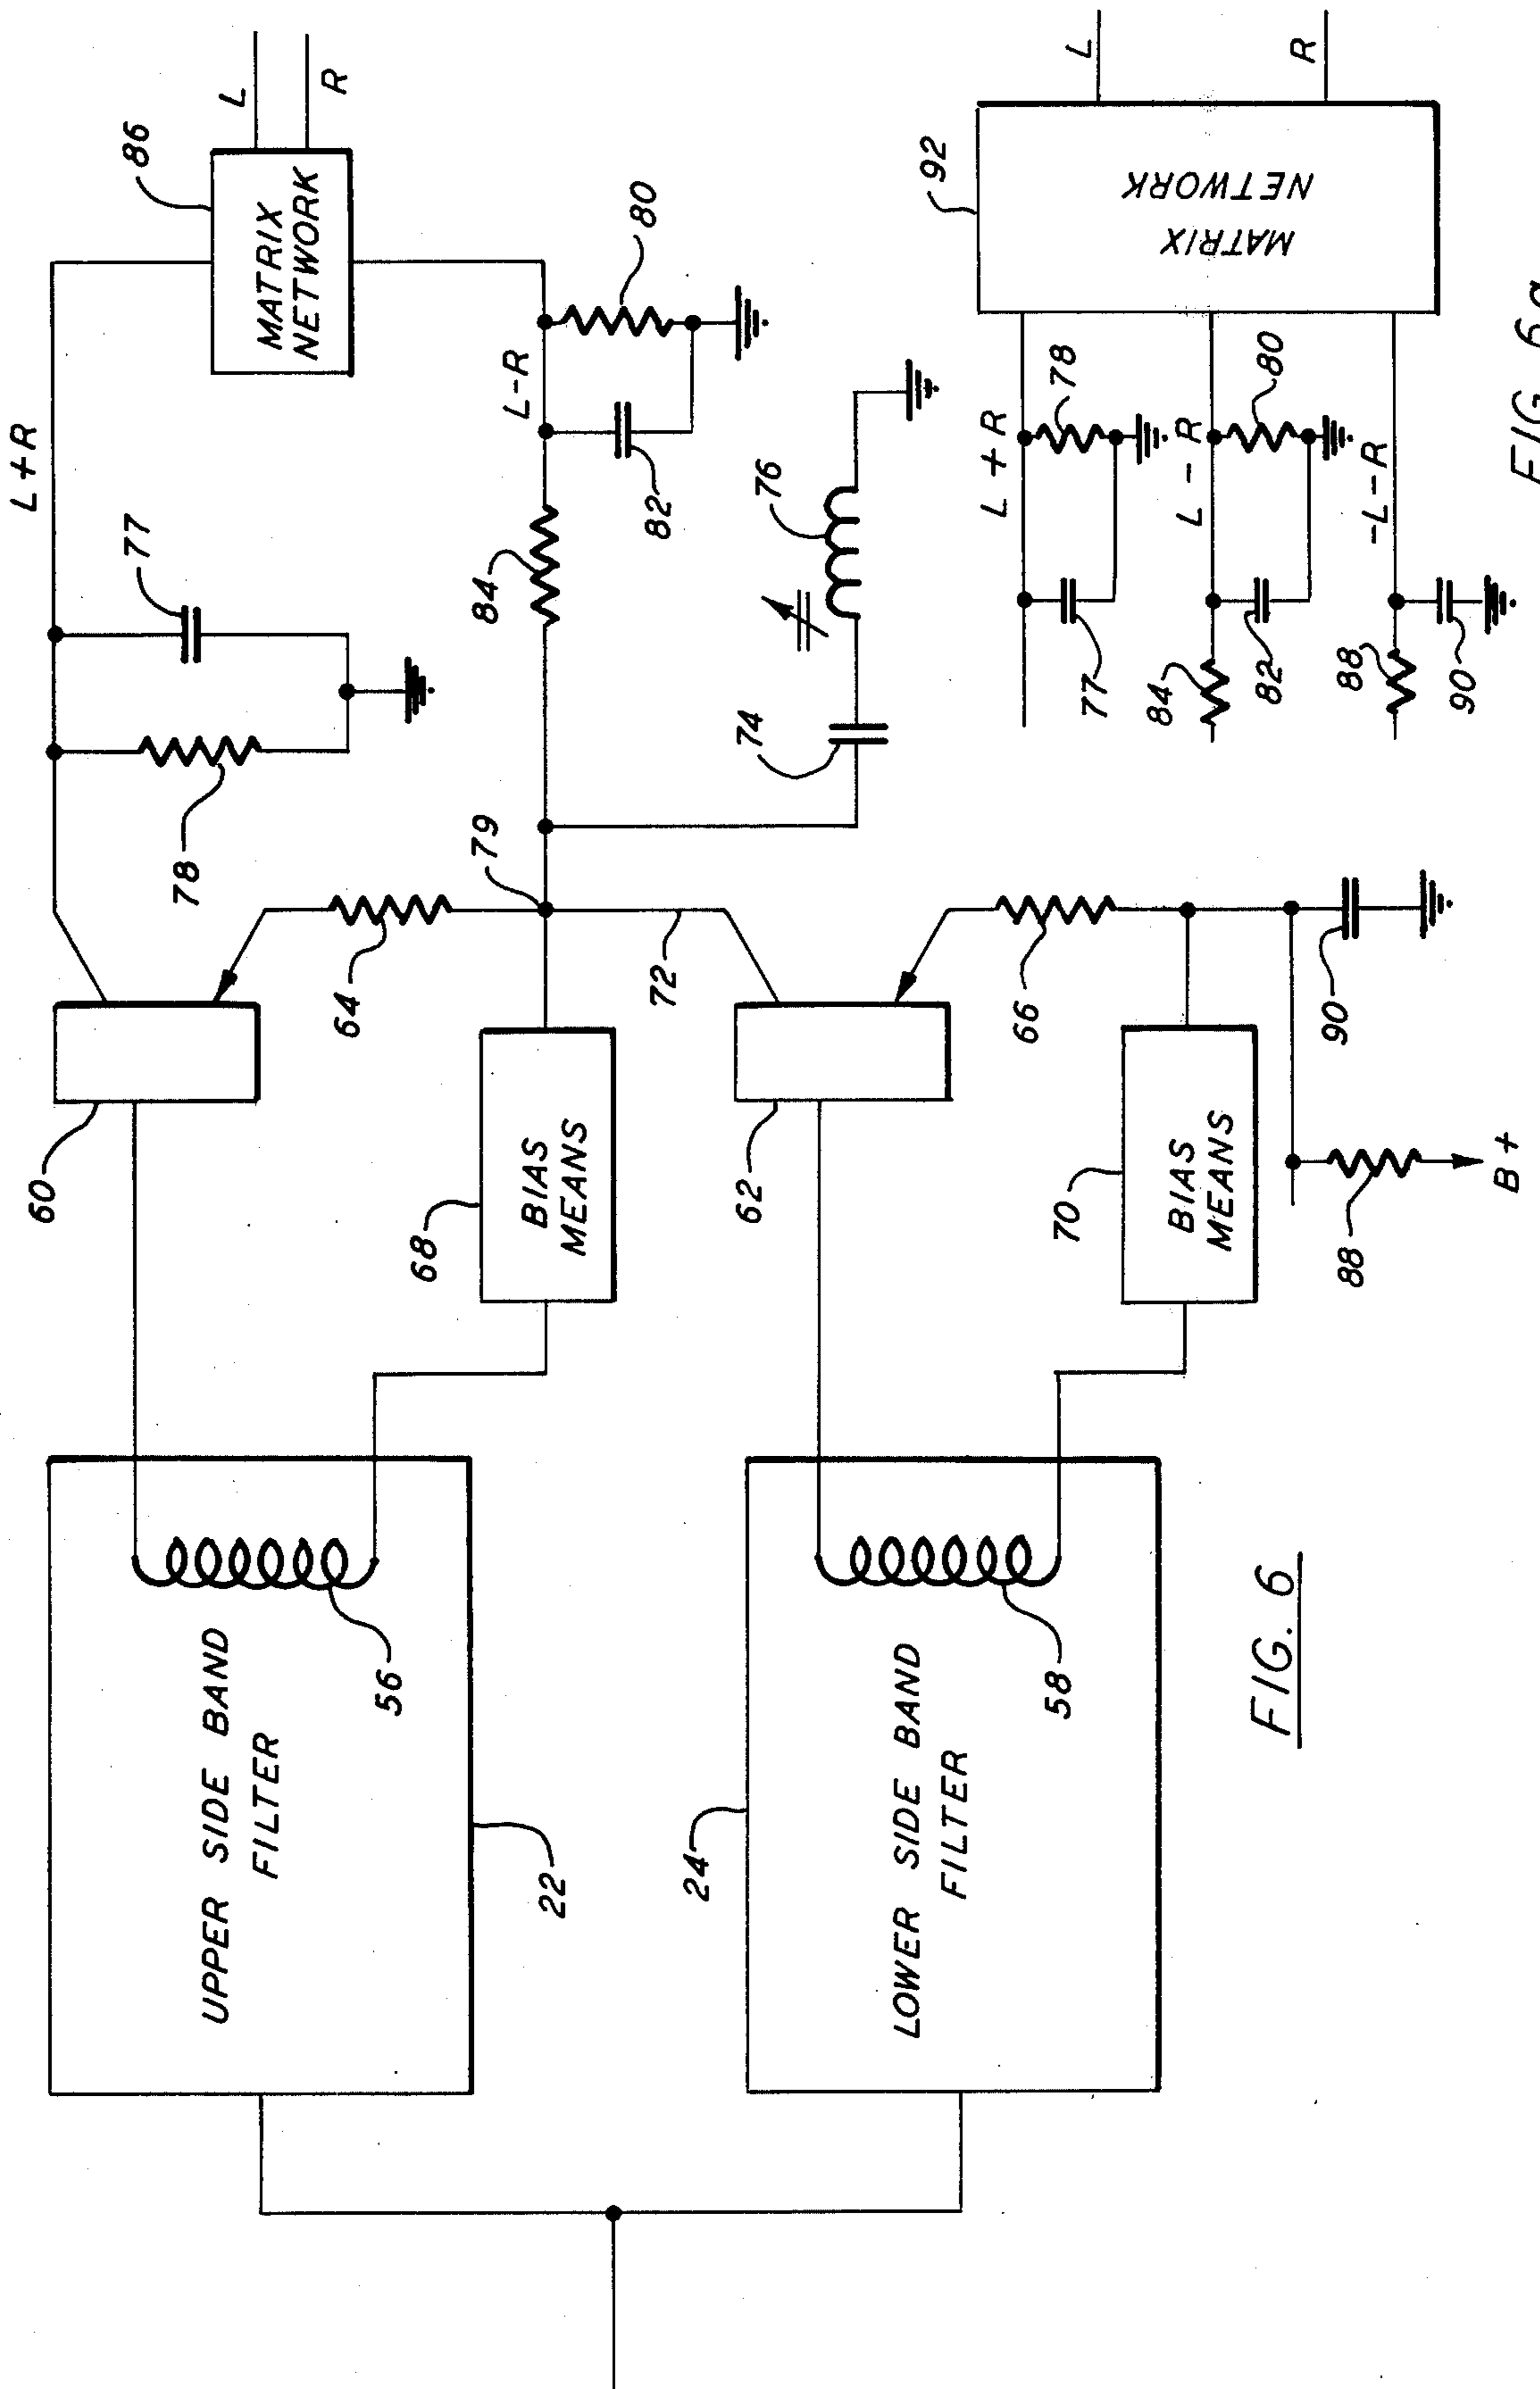 L+R
86
L
R
MATRIX
NETWORK
77
78
60
64
79
L-R
80
84
82
68
BIAS
MEANS
72
76
74
62
66
70
BIAS
MEANS
90
88
B+
UPPER SIDE BAND
FILTER
56
22
LOWER SIDE BAND
FILTER
58
24
FIG. 6
92
L
R
MATRIX
NETWORK
L+R
78
77
L-R
80
84
82
-L-R
88
90
FIG. 6a